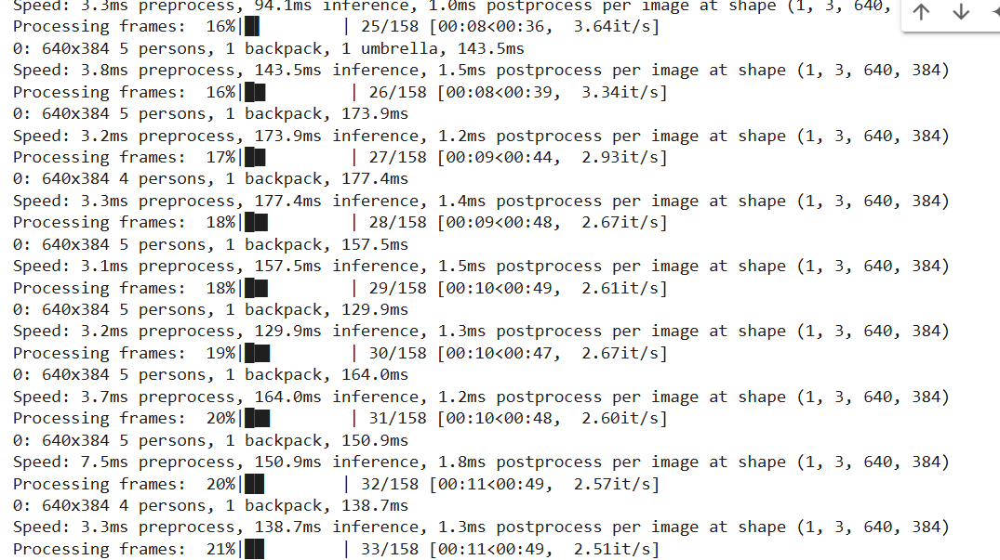 Speed: 3.3ms preprocess, 94.1ms inference, 1.0ms postprocess per image at shape (1, 3, 640,
Processing frames:  16%|█▌        | 25/158 [00:08<00:36,  3.64it/s]
0: 640x384 5 persons, 1 backpack, 1 umbrella, 143.5ms
Speed: 3.8ms preprocess, 143.5ms inference, 1.5ms postprocess per image at shape (1, 3, 640, 384)
Processing frames:  16%|█▋        | 26/158 [00:08<00:39,  3.34it/s]
0: 640x384 5 persons, 1 backpack, 173.9ms
Speed: 3.2ms preprocess, 173.9ms inference, 1.2ms postprocess per image at shape (1, 3, 640, 384)
Processing frames:  17%|█▋        | 27/158 [00:09<00:44,  2.93it/s]
0: 640x384 4 persons, 1 backpack, 177.4ms
Speed: 3.3ms preprocess, 177.4ms inference, 1.4ms postprocess per image at shape (1, 3, 640, 384)
Processing frames:  18%|█▊        | 28/158 [00:09<00:48,  2.67it/s]
0: 640x384 5 persons, 1 backpack, 157.5ms
Speed: 3.1ms preprocess, 157.5ms inference, 1.5ms postprocess per image at shape (1, 3, 640, 384)
Processing frames:  18%|█▊        | 29/158 [00:10<00:49,  2.61it/s]
0: 640x384 5 persons, 1 backpack, 129.9ms
Speed: 3.2ms preprocess, 129.9ms inference, 1.3ms postprocess per image at shape (1, 3, 640, 384)
Processing frames:  19%|█▉        | 30/158 [00:10<00:47,  2.67it/s]
0: 640x384 5 persons, 1 backpack, 164.0ms
Speed: 3.7ms preprocess, 164.0ms inference, 1.2ms postprocess per image at shape (1, 3, 640, 384)
Processing frames:  20%|█▉        | 31/158 [00:10<00:48,  2.60it/s]
0: 640x384 5 persons, 1 backpack, 150.9ms
Speed: 7.5ms preprocess, 150.9ms inference, 1.8ms postprocess per image at shape (1, 3, 640, 384)
Processing frames:  20%|██        | 32/158 [00:11<00:49,  2.57it/s]
0: 640x384 4 persons, 1 backpack, 138.7ms
Speed: 3.3ms preprocess, 138.7ms inference, 1.3ms postprocess per image at shape (1, 3, 640, 384)
Processing frames:  21%|██        | 33/158 [00:11<00:49,  2.51it/s]